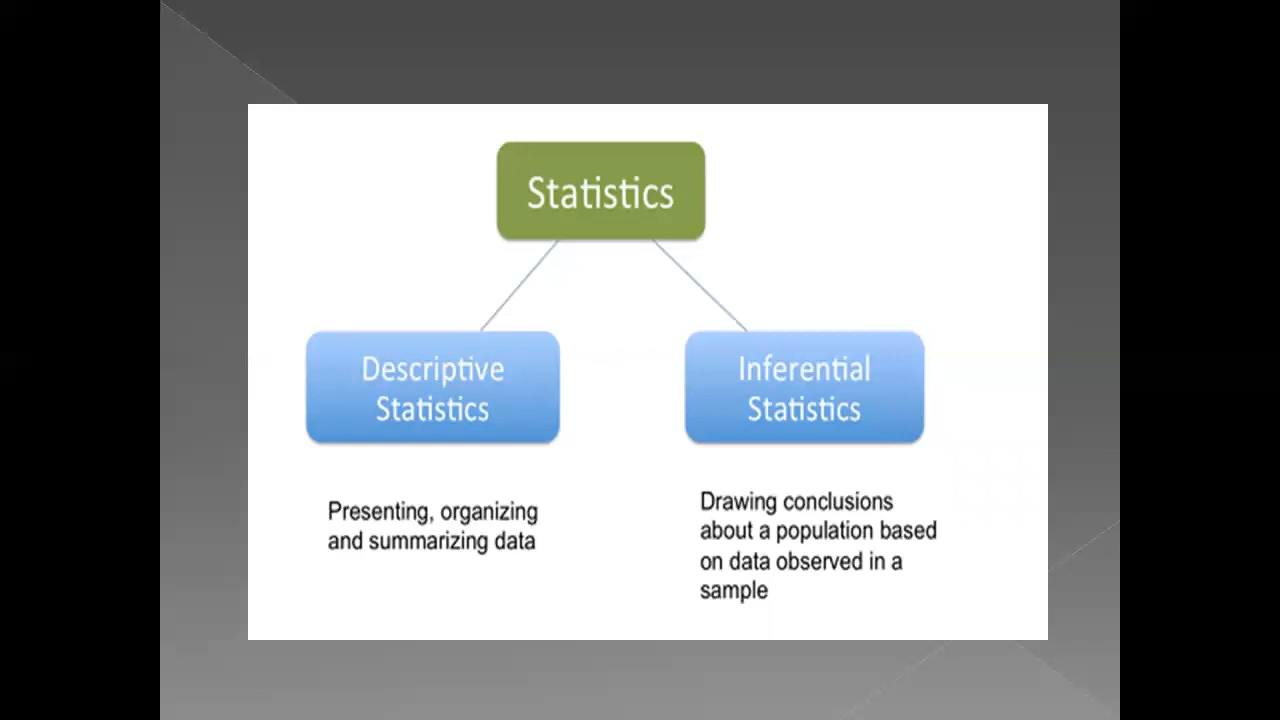 Statistics
Descriptive
Statistics
Inferential
Statistics
Presenting, organizing
and summarizing data
Drawing conclusions
about a population based
on data observed in a
sample